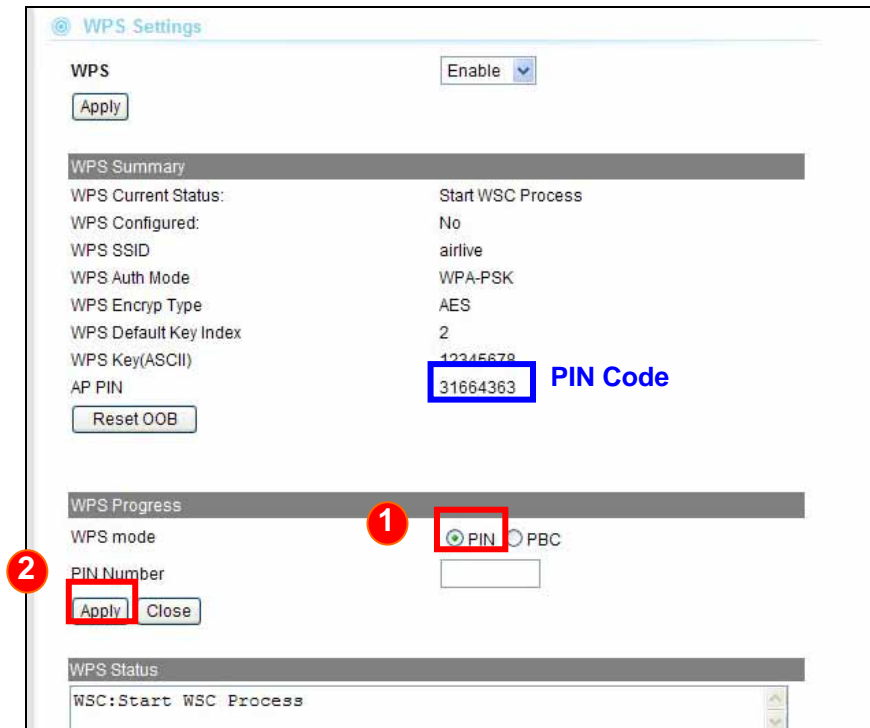 WPS Settings
WPS Enable
Apply
WPS Summary
WPS Current Status: Start WSC Process
WPS Configured: No
WPS SSID airlive
WPS Auth Mode WPA-PSK
WPS Encryp Type AES
WPS Default Key Index 2
WPS Key(ASCII) 12345678
AP PIN 31664363 PIN Code
Reset OOB
WPS Progress
1
WPS mode PIN PBC
2 PIN Number
Apply Close
WPS Status
WSC:Start WSC Process